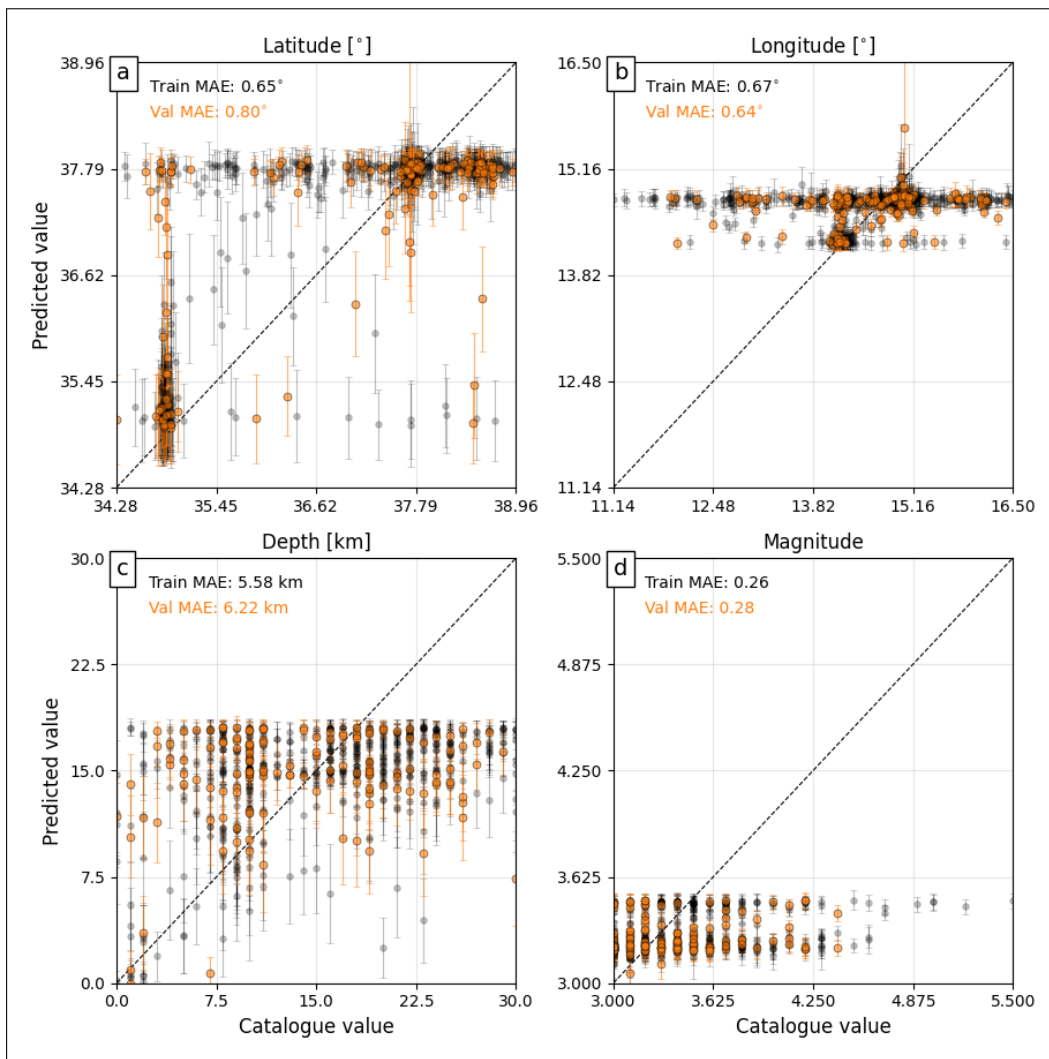 Latitude [°]
Longitude [°]
a
Train MAE: 0.65°
Val MAE: 0.80°
b
Train MAE: 0.67°
Val MAE: 0.64°
38.96
37.79
36.62
35.45
34.28
Predicted value
34.28 35.45 36.62 37.79 38.96
16.50
15.16
13.82
12.48
11.14
11.14 12.48 13.82 15.16 16.50
Depth [km]
Magnitude
c
Train MAE: 5.58 km
Val MAE: 6.22 km
d
Train MAE: 0.26
Val MAE: 0.28
30.0
22.5
15.0
7.5
0.0
Predicted value
0.0 7.5 15.0 22.5 30.0
Catalogue value
5.500
4.875
4.250
3.625
3.000
3.000 3.625 4.250 4.875 5.500
Catalogue value